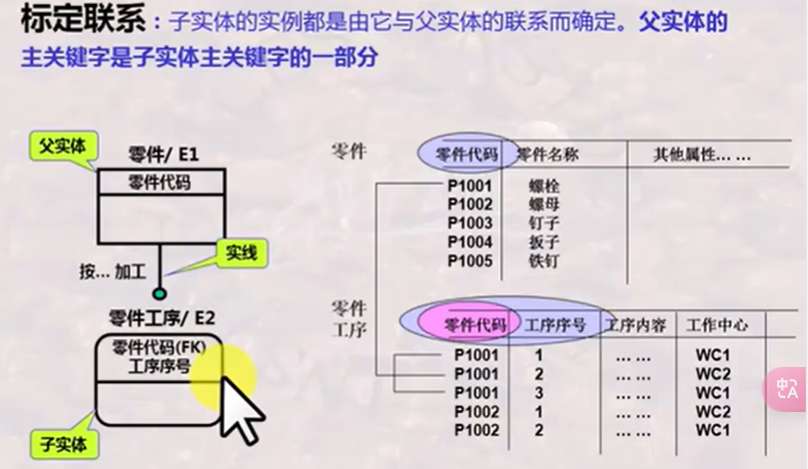 标定联系：子实体的实例都是由它与父实体的联系而确定。父实体的
主关键字是子实体主关键字的一部分
父实体
零件/ E1
零件代码
实线
按... 加工
零件工序/ E2
零件代码(FK)
工序序号
子实体
零件
零件代码 零件名称 其他属性... ...
P1001 螺栓
P1002 螺母
P1003 钉子
P1004 扳子
P1005 铁钉
零件
工序
零件代码 工序序号 工序内容 工作中心
P1001 1 ... ... WC1
P1001 2 ... ... WC2
P1001 3 ... ... WC1
P1002 1 ... ... WC2
P1002 2 ... ... WC1
中 A